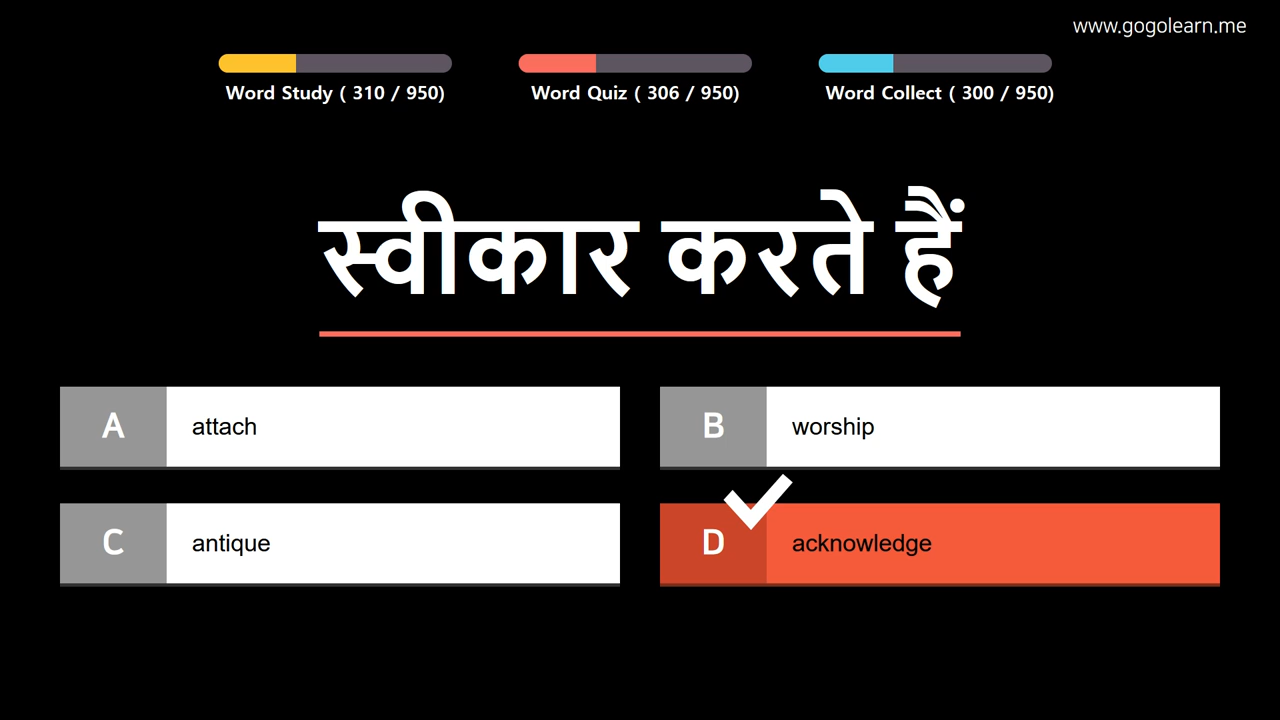 www.gogolearn.me
Word Study ( 310 / 950)
Word Quiz ( 306 / 950)
Word Collect ( 300 / 950)
स्वीकार करते हैं
A attach
B worship
C antique
D acknowledge